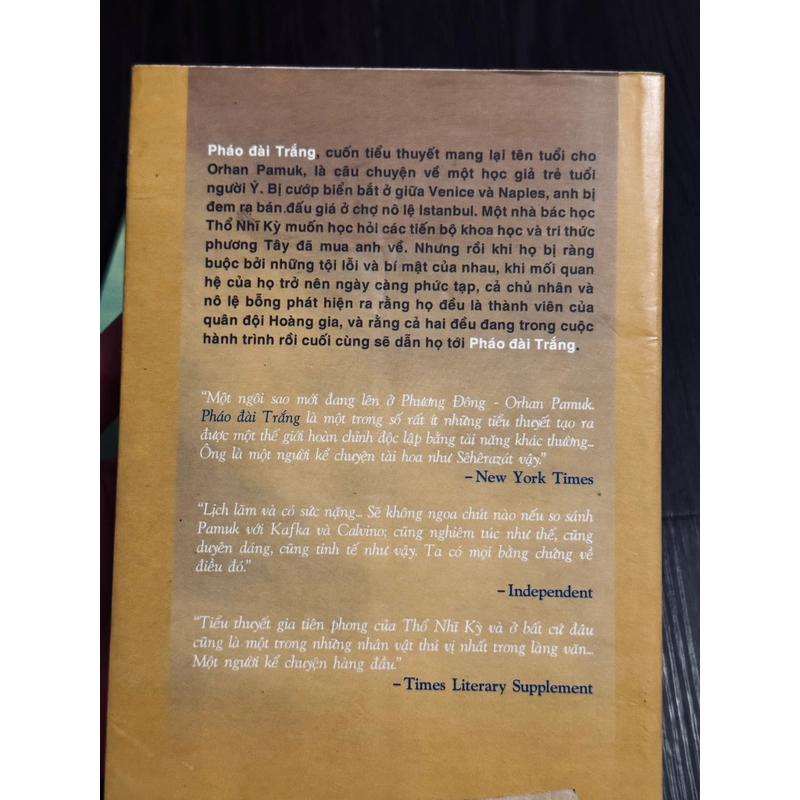 Pháo đài Trắng, cuốn tiểu thuyết mang lại tên tuổi cho
Orhan Pamuk, là câu chuyện về một học giả trẻ tuổi
người Ý. Bị cướp biển bắt ở giữa Venice và Naples, anh bị
đem ra bán đấu giá ở chợ nô lệ Istanbul. Một nhà bác học
Thổ Nhĩ Kỳ muốn học hỏi các tiến bộ khoa học và tri thức
phương Tây đã mua anh về. Nhưng rồi khi họ bị ràng
buộc bởi những tội lỗi và bí mật của nhau, khi mối quan
hệ của họ trở nên ngày càng phức tạp, cả chủ nhân và
nô lệ bỗng phát hiện ra rằng họ đều là thành viên của
quân đội Hoàng gia, và rằng cả hai đều đang trong cuộc
hành trình rồi cuối cùng sẽ dẫn họ tới Pháo đài Trắng.
"Một ngôi sao mới đang lên ở Phương Đông - Orhan Pamuk.
Pháo đài Trắng là một trong số rất ít những tiểu thuyết tạo ra
được một thế giới hoàn chỉnh độc lập bằng tài năng khác thường...
Ông là một người kể chuyện tài hoa như Sêhêrazát vậy."
– New York Times
"Lịch lãm và có sức nặng... Sẽ không ngoa chút nào nếu so sánh
Pamuk với Kafka và Calvino; cũng nghiêm túc như thế, cũng
duyên dáng, cũng tinh tế như vậy. Ta có mọi bằng chứng về
điều đó."
– Independent
"Tiểu thuyết gia tiên phong của Thổ Nhĩ Kỳ và ở bất cứ đâu
cũng là một trong những nhân vật thú vị nhất trong làng văn...
Một người kể chuyện hàng đầu."
– Times Literary Supplement